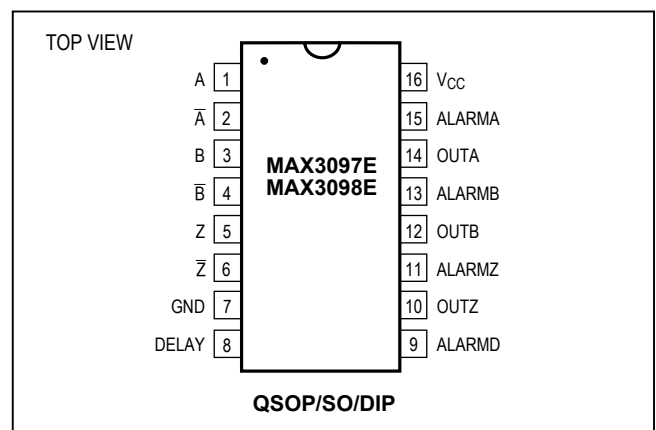 TOP VIEW
A 1
A̅ 2
B 3
B̅ 4
Z 5
Z̅ 6
GND 7
DELAY 8
MAX3097E
MAX3098E
16 VCC
15 ALARMA
14 OUTA
13 ALARMB
12 OUTB
11 ALARMZ
10 OUTZ
9 ALARMD
QSOP/SO/DIP